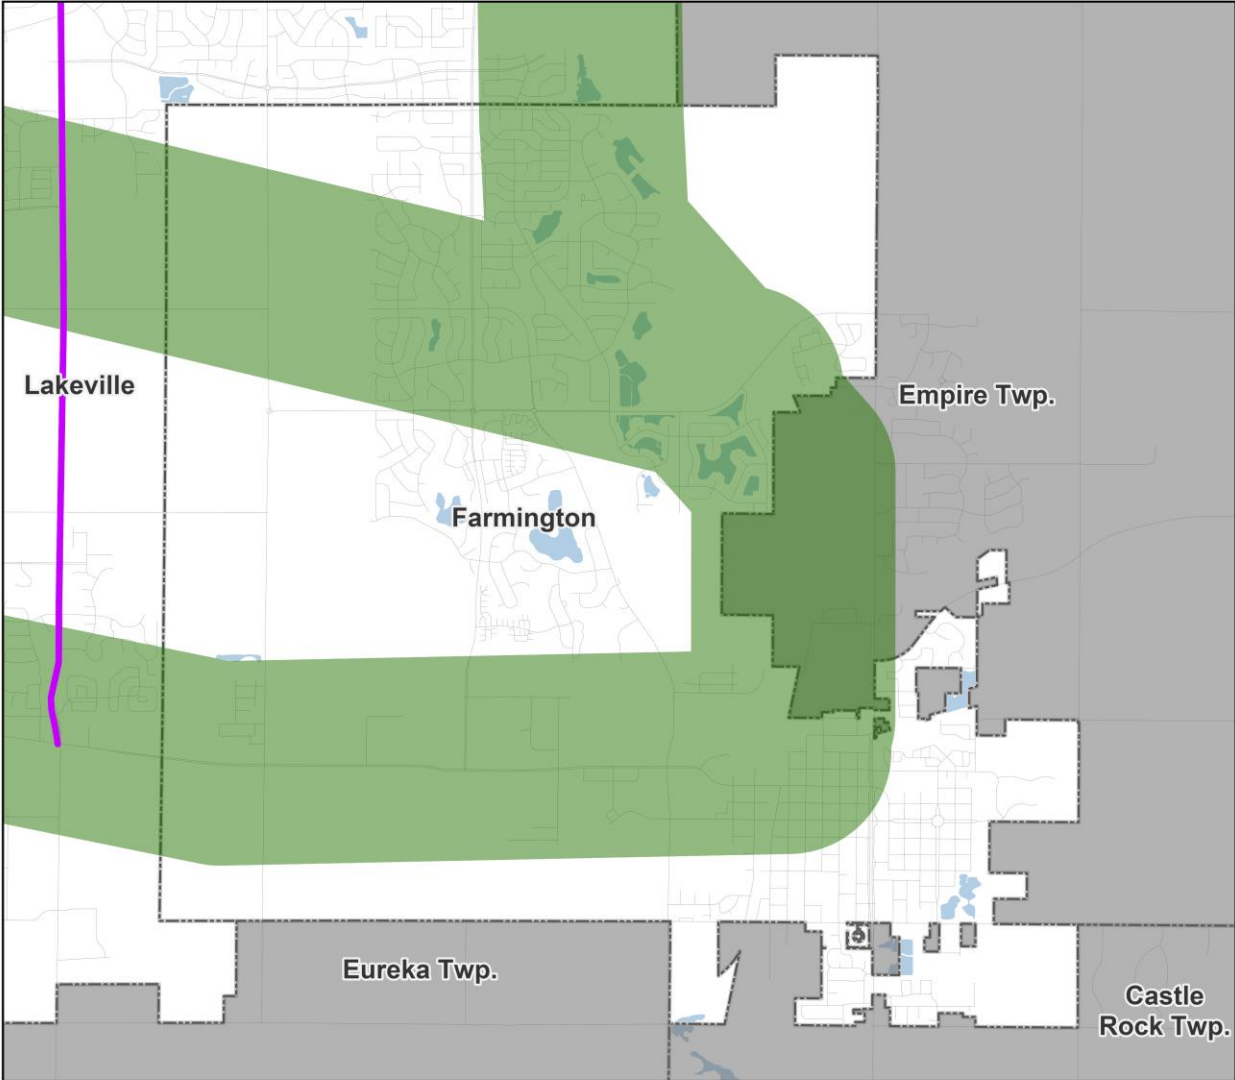 Lakeville
Empire Twp.
Farmington
Eureka Twp.
Castle
Rock Twp.